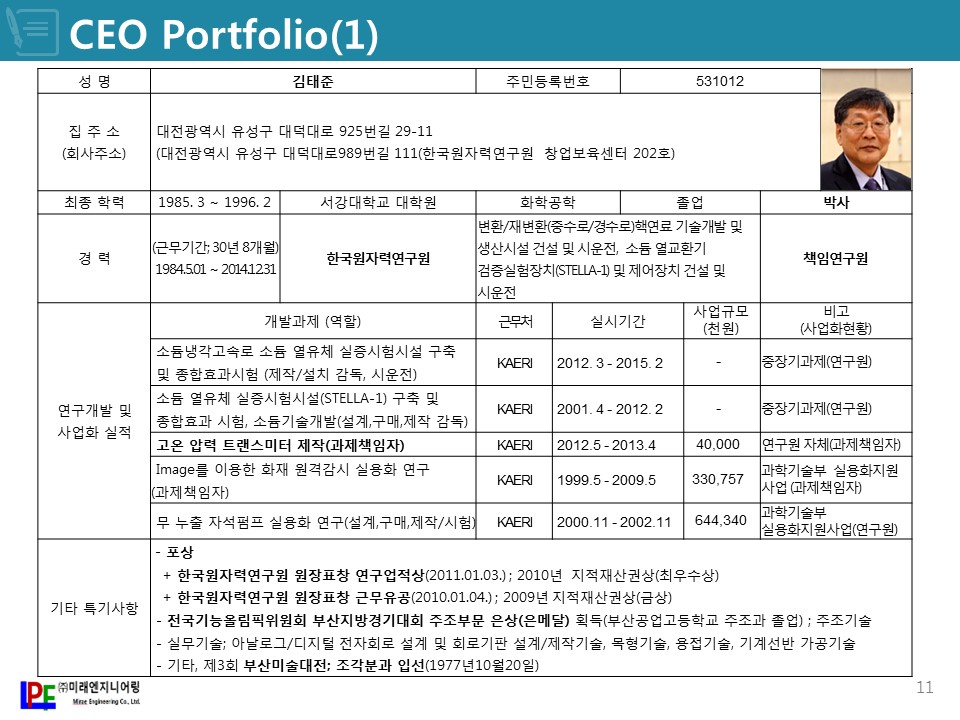 CEO Portfolio(1)
성 명 김태준 주민등록번호 531012
집 주 소
(회사주소)
대전광역시 유성구 대덕대로 925번길 29-11
(대전광역시 유성구 대덕대로989번길 111(한국원자력연구원 창업보육센터 202호)
최종 학력 1985. 3 ~ 1996. 2 서강대학교 대학원 화학공학 졸업 박사
경 력
(근무기간; 30년 8개월)
1984.5.01 ~ 2014.12.31
한국원자력연구원
변환/재변환(중수로/경수로)핵연료 기술개발 및
생산시설 건설 및 시운전, 소듐 열교환기
검증실험장치(STELLA-1) 및 제어장치 건설 및
시운전
책임연구원
연구개발 및
사업화 실적
개발과제 (역할) 근무처 실시기간
사업규모
(천원)
비고
(사업화현황)
소듐냉각고속로 소듐 열유체 실증시험시설 구축
및 종합효과시험 (제작/설치 감독, 시운전)
KAERI 2012. 3 - 2015. 2 - 중장기과제(연구원)
소듐 열유체 실증시험시설(STELLA-1) 구축 및
종합효과 시험, 소듐기술개발(설계,구매,제작 감독)
KAERI 2001. 4 - 2012. 2 - 중장기과제(연구원)
고온 압력 트랜스미터 제작(과제책임자) KAERI 2012.5 - 2013.4 40,000 연구원 자체(과제책임자)
Image를 이용한 화재 원격감시 실용화 연구
(과제책임자)
KAERI 1999.5 - 2009.5 330,757
과학기술부 실용화지원
사업 (과제책임자)
무 누출 자석펌프 실용화 연구(설계,구매,제작/시험) KAERI 2000.11 - 2002.11 644,340
과학기술부
실용화지원사업(연구원)
기타 특기사항
- 포상
+ 한국원자력연구원 원장표창 연구업적상(2011.01.03.) ; 2010년 지적재산권상(최우수상)
+ 한국원자력연구원 원장표창 근무유공(2010.01.04.) ; 2009년 지적재산권상(금상)
- 전국기능올림픽위원회 부산지방경기대회 주조부문 은상(은메달) 획득(부산공업고등학교 주조과 졸업) ; 주조기술
- 실무기술; 아날로그/디지털 전자회로 설계 및 회로기판 설계/제작기술, 목형기술, 용접기술, 기계선반 가공기술
- 기타, 제3회 부산미술대전; 조각분과 입선(1977년10월20일)
㈜미래엔지니어링
Mirae Engineering Co., Ltd.
11